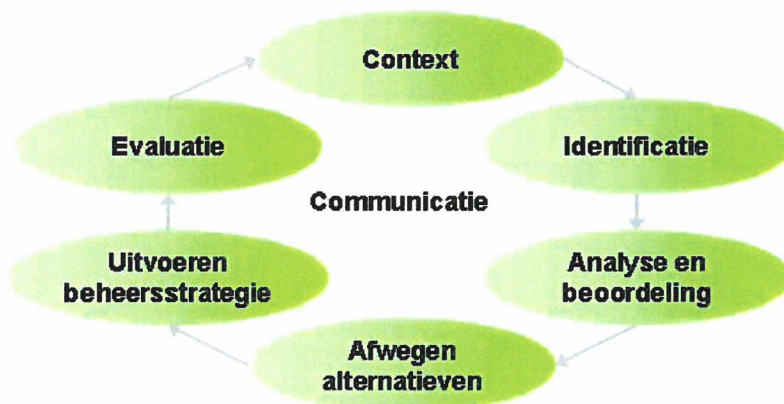 Context
Identificatie
Analyse en
beoordeling
Afwegen
alternatieven
Uitvoeren
beheersstrategie
Evaluatie
Communicatie